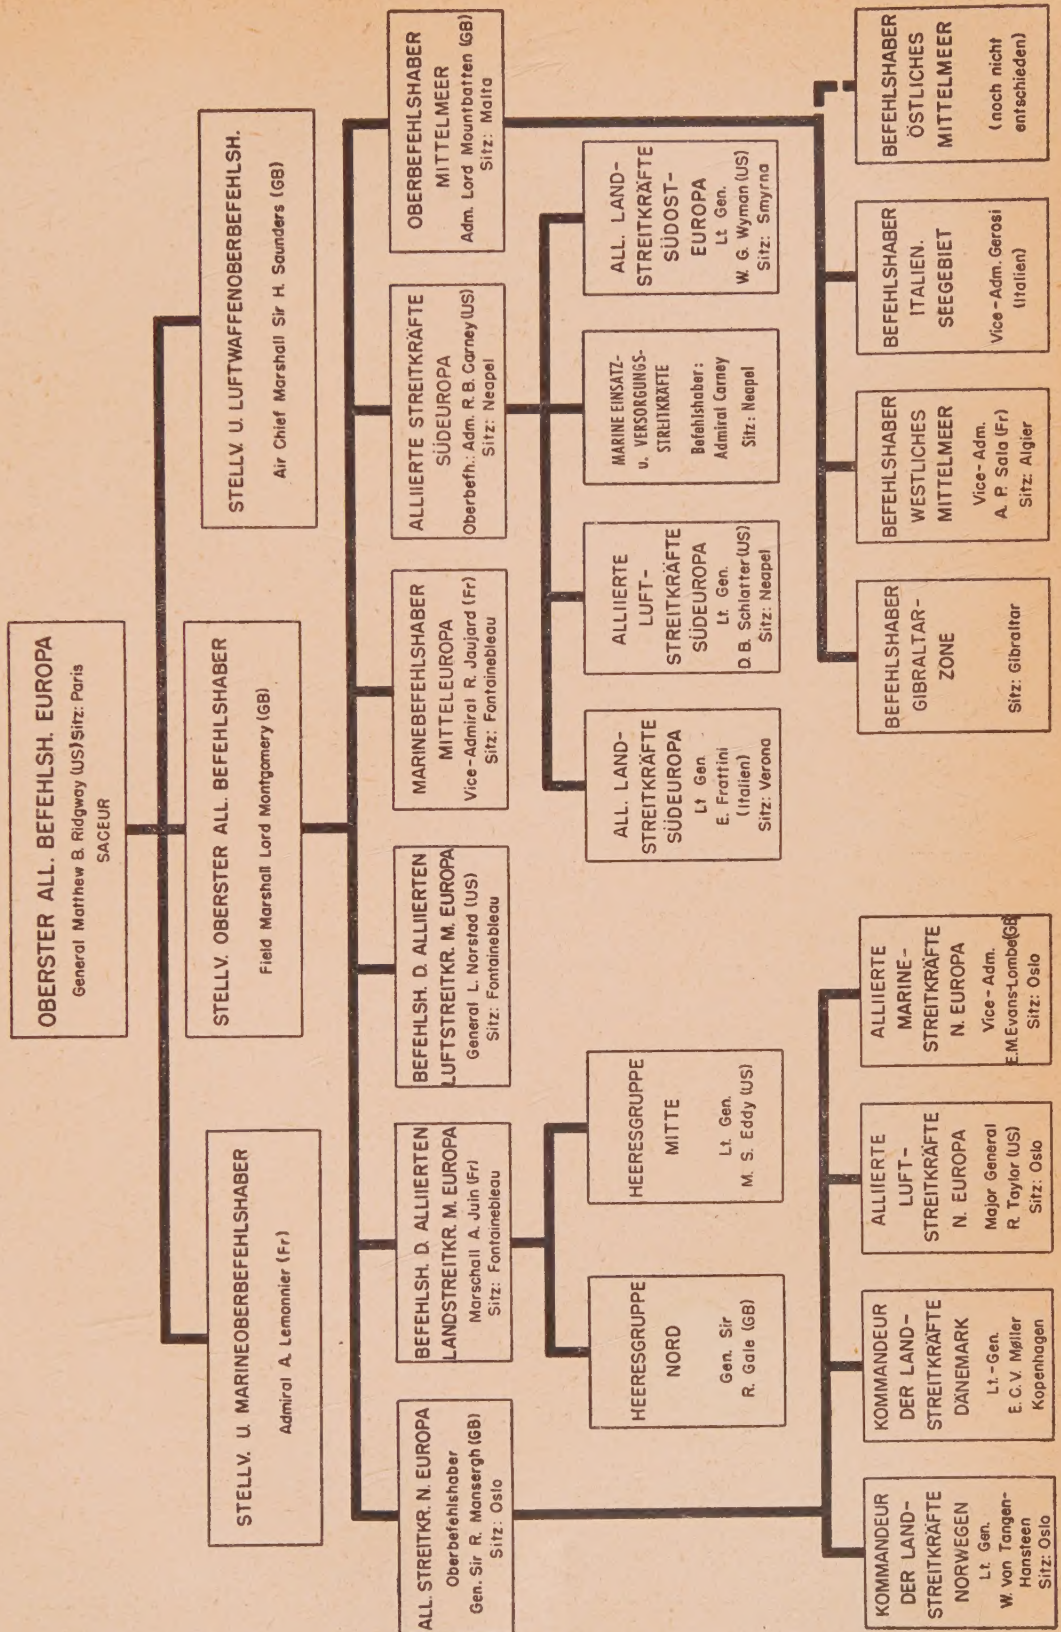 OBERSTER ALL. BEFEHLSH. EUROPA
General Matthew B. Ridgway (US) Sitz: Paris
SACEUR
STELLV. U. MARINEOBERBEFEHLSHABER
Admiral A. Lemonnier (Fr)
STELLV. OBERSTER ALL. BEFEHLSHABER
Field Marshall Lord Montgomery (GB)
STELLV. U. LUFTWAFFENOBERBEFEHLSH.
Air Chief Marshall Sir H. Saunders (GB)
ALL. STREITKR. N. EUROPA
Oberbefehlshaber
Gen. Sir R. Mansergh (GB)
Sitz: Oslo
BEFEHLSH. D. ALLIIERTEN
LANDSTREITKR. M. EUROPA
Marschall A. Juin (Fr)
Sitz: Fontainebleau
BEFEHLSH. D. ALLIIERTEN
LUFTSTREITKR. M. EUROPA
General L. Norstad (US)
Sitz: Fontainebleau
MARINEBEFEHLSHABER
MITTELEUROPA
Vice-Admiral R. Jaujard (Fr)
Sitz: Fontainebleau
ALLIIERTE STREITKRÄFTE
SÜDEUROPA
Oberbefh.: Adm. R. B. Carney (US)
Sitz: Neapel
OBERBEFEHLSHABER
MITTELMEER
Adm. Lord Mountbatten (GB)
Sitz: Malta
HEERESGRUPPE
NORD
Gen. Sir
R. Gale (GB)
HEERESGRUPPE
MITTE
Lt. Gen.
M. S. Eddy (US)
ALL. LAND-
STREITKRÄFTE
SÜDEUROPA
Lt Gen
E. Frattini
(Italien)
Sitz: Verona
ALLIIERTE
LUFT-
STREITKRÄFTE
SÜDEUROPA
Lt. Gen.
D. B. Schlatter (US)
Sitz: Neapel
MARINE EINSATZ-
u. VERSORGUNGS-
STREITKRÄFTE
Befehlshaber:
Admiral Carney
Sitz: Neapel
ALL. LAND-
STREITKRÄFTE
SÜDOST-
EUROPA
Lt Gen.
W. G. Wyman (US)
Sitz: Smyrna
KOMMANDEUR
DER LAND-
STREITKRÄFTE
NORWEGEN
Lt. Gen.
W. Van Tangen-
Hansteen
Sitz: Oslo
KOMMANDEUR
DER LAND-
STREITKRÄFTE
DÄNEMARK
Lt.-Gen.
E. C. V. Møller
Kopenhagen
ALLIIERTE
LUFT-
STREITKRÄFTE
N. EUROPA
Major General
R. Taylor (US)
Sitz: Oslo
ALLIIERTE
MARINE-
STREITKRÄFTE
N. EUROPA
Vice-Adm.
E.M.Evans-Lombe(GB)
Sitz: Oslo
BEFEHLSHABER
GIBRALTAR-
ZONE
Sitz: Gibraltar
BEFEHLSHABER
WESTLICHES
MITTELMEER
Vice-Adm.
A. P. Sala (Fr)
Sitz: Algier
BEFEHLSHABER
ITALIEN.
SEEGEBIET
Vice-Adm. Gerosi
(Italien)
BEFEHLSHABER
ÖSTLICHES
MITTELMEER
(noch nicht
entschieden)